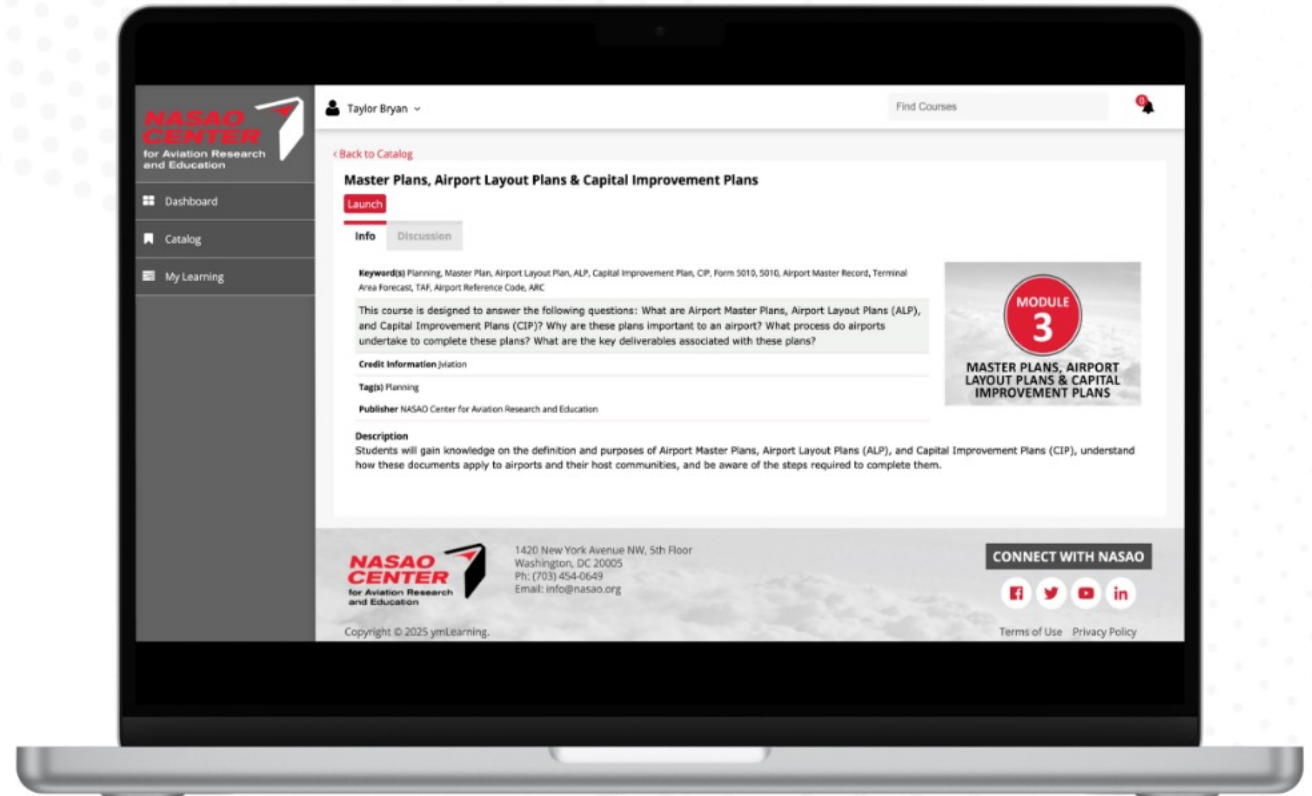 NASAO
CENTER
for Aviation Research
and Education
Dashboard
Catalog
My Learning
Taylor Bryan
Find Courses
0
‹ Back to Catalog
Master Plans, Airport Layout Plans & Capital Improvement Plans
Launch
Info
Discussion
Keyword(s) Planning, Master Plan, Airport Layout Plan, ALP, Capital Improvement Plan, CIP, Form 5010, 5010, Airport Master Record, Terminal
Area Forecast, TAF, Airport Reference Code, ARC
This course is designed to answer the following questions: What are Airport Master Plans, Airport Layout Plans (ALP),
and Capital Improvement Plans (CIP)? Why are these plans important to an airport? What process do airports
undertake to complete these plans? What are the key deliverables associated with these plans?
Credit Information Jviation
Tag(s) Planning
Publisher NASAO Center for Aviation Research and Education
MODULE
3
MASTER PLANS, AIRPORT
LAYOUT PLANS & CAPITAL
IMPROVEMENT PLANS
Description
Students will gain knowledge on the definition and purposes of Airport Master Plans, Airport Layout Plans (ALP), and Capital Improvement Plans (CIP), understand
how these documents apply to airports and their host communities, and be aware of the steps required to complete them.
NASAO
CENTER
for Aviation Research
and Education
1420 New York Avenue NW, 5th Floor
Washington, DC 20005
Ph: (703) 454-0649
Email: info@nasao.org
CONNECT WITH NASAO
Copyright © 2025 ymLearning.
Terms of Use Privacy Policy